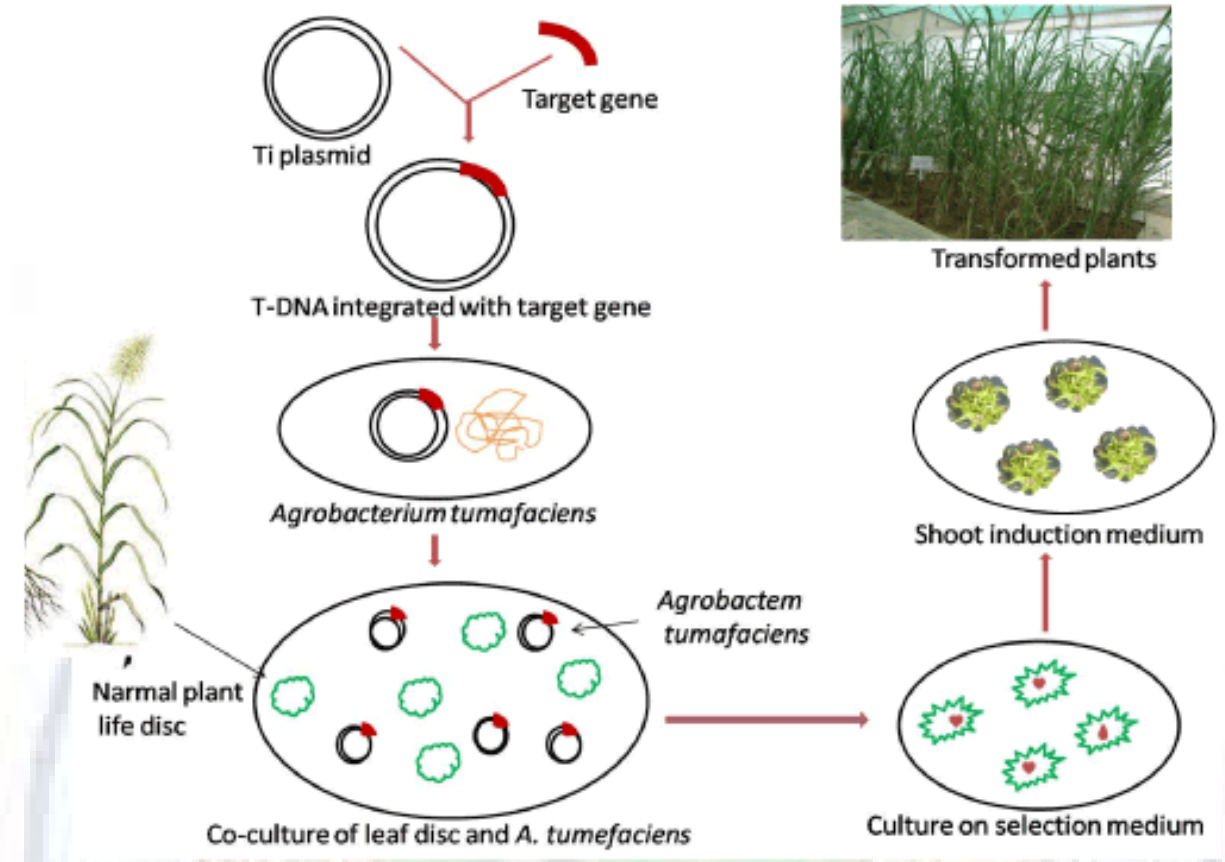 Target gene
Ti plasmid
T-DNA integrated with target gene
Agrobacterium tumafaciens
Agrobactem
tumafaciens
Narmal plant
life disc
Co-culture of leaf disc and A. tumefaciens
Culture on selection medium
Shoot induction medium
Transformed plants